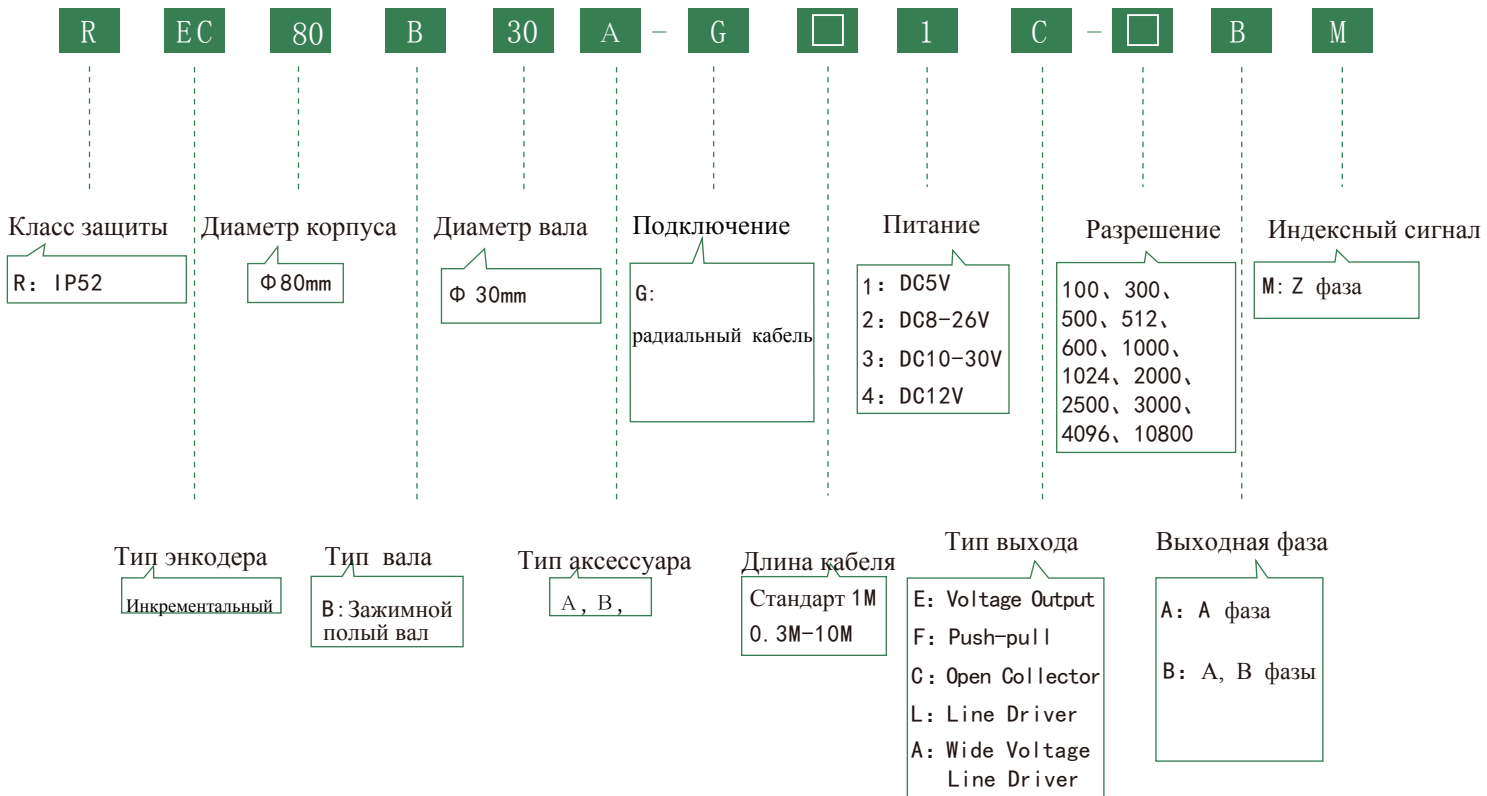 R EC 80 B 30 A - G □ 1 C - □ B M
Класс защиты
R: IP52
Диаметр корпуса
Φ80mm
Диаметр вала
Φ 30mm
Подключение
G:
радиальный кабель
Питание
1: DC5V
2: DC8-26V
3: DC10-30V
4: DC12V
Разрешение
100、300、
500、512、
600、1000、
1024、2000、
2500、3000、
4096、10800
Индексный сигнал
M: Z фаза
Тип энкодера
Инкрементальный
Тип вала
B: Зажимной
полый вал
Тип аксессуара
A, B,
Длина кабеля
Стандарт 1M
0.3M-10M
Тип выхода
E: Voltage Output
F: Push-pull
C: Open Collector
L: Line Driver
A: Wide Voltage
Line Driver
Выходная фаза
A: A фаза
B: A, B фазы